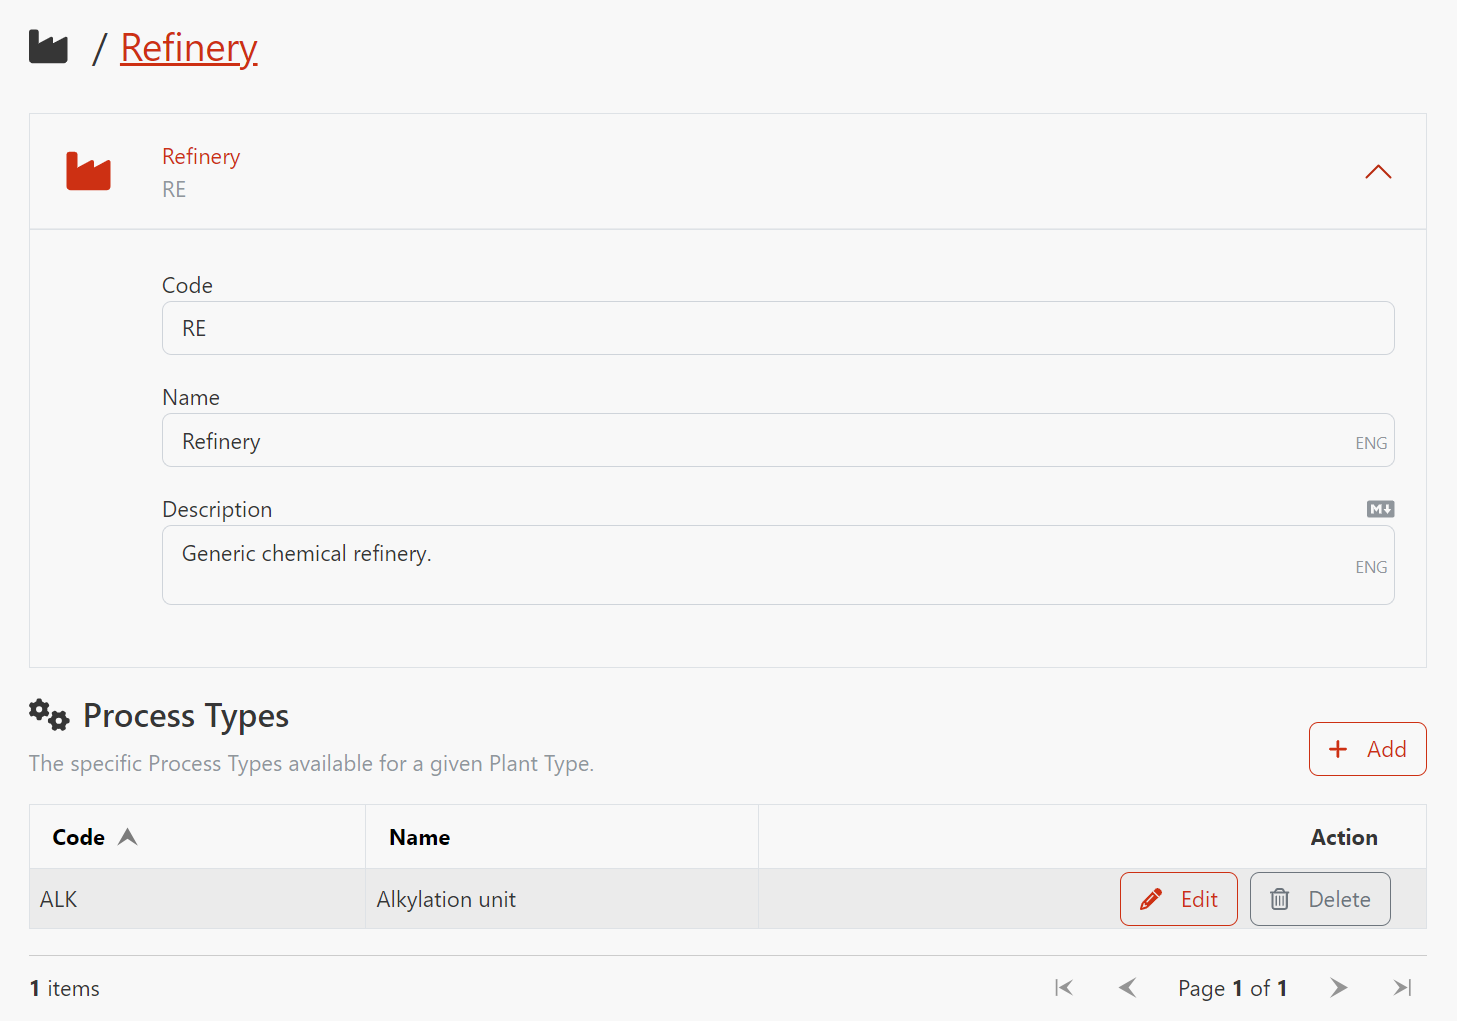 / Refinery
Refinery
RE
Code
RE
Name
Refinery
ENG
Description
M
Generic chemical refinery.
ENG
Process Types
The specific Process Types available for a given Plant Type.
+ Add
Code Name Action
ALK Alkylation unit Edit Delete
1 items Page 1 of 1